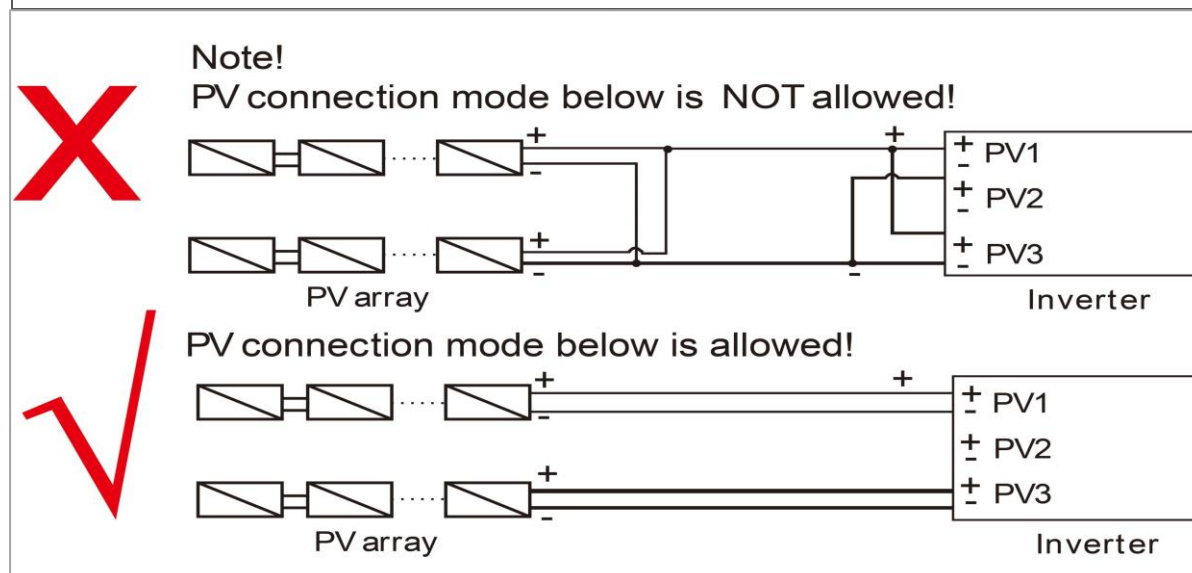 Note!
PV connection mode below is NOT allowed!
+
-
+
+ - PV1
+ - PV2
+ - PV3
+
-
-
PV array
Inverter
PV connection mode below is allowed!
+
-
+
+ - PV1
+ - PV2
+ - PV3
+
-
PV array
Inverter